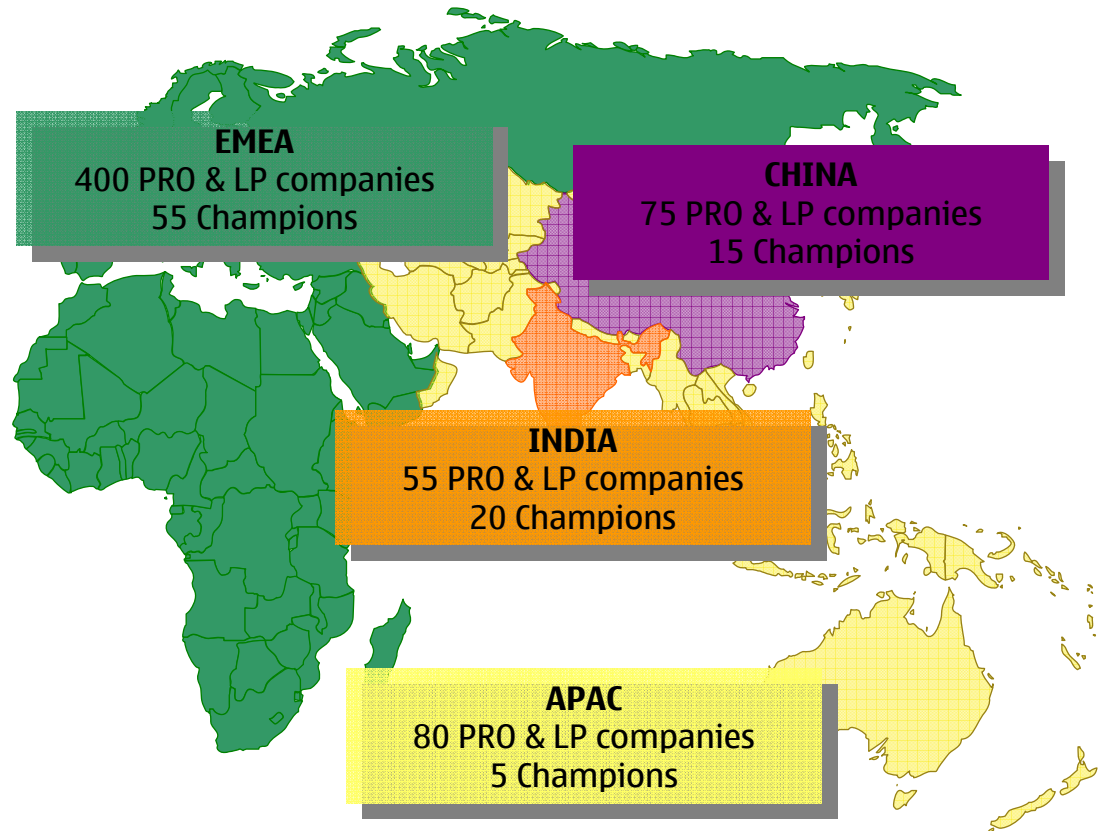 EMEA
400 PRO & LP companies
55 Champions
CHINA
75 PRO & LP companies
15 Champions
INDIA
55 PRO & LP companies
20 Champions
APAC
80 PRO & LP companies
5 Champions